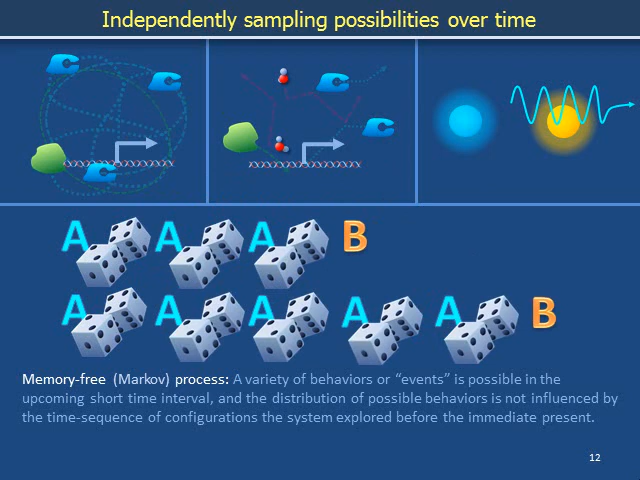 Independently sampling possibilities over time
A A A B
A A A A A B
Memory-free (Markov) process: A variety of behaviors or “events” is possible in the
upcoming short time interval, and the distribution of possible behaviors is not influenced by
the time-sequence of configurations the system explored before the immediate present.
12